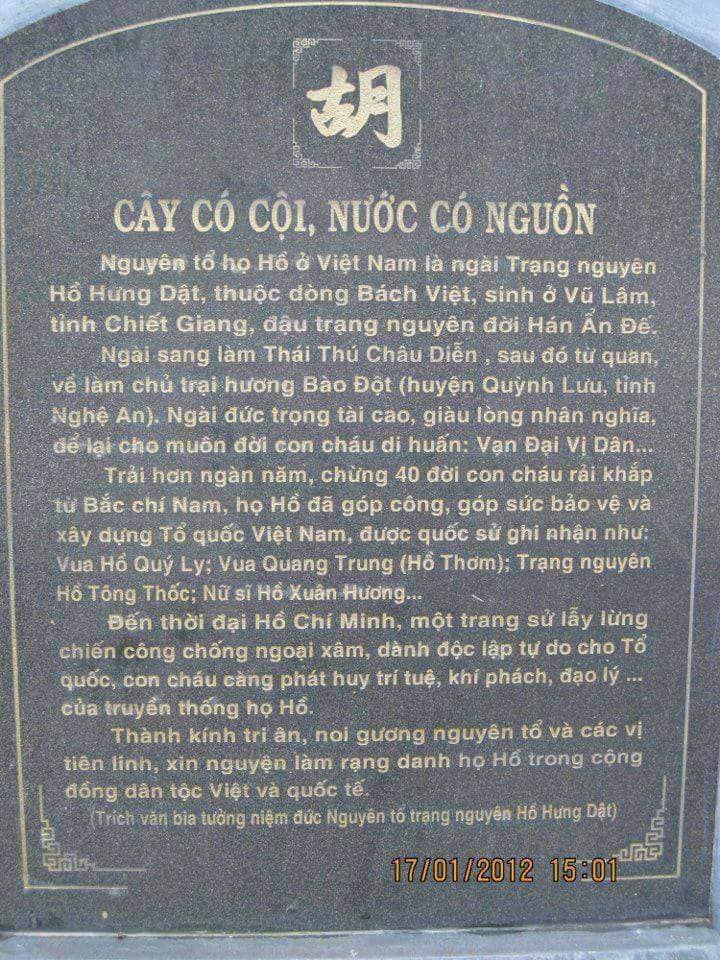 胡
CÂY CÓ CỘI, NƯỚC CÓ NGUỒN
Nguyên tổ họ Hồ ở Việt Nam là ngài Trạng nguyên
Hồ Hưng Dật, thuộc dòng Bách Việt, sinh ở Vũ Lâm,
tỉnh Chiết Giang, đậu trạng nguyên đời Hán Ẩn Đế.
Ngài sang làm Thái Thú Châu Diễn , sau đó từ quan,
về làm chủ trại hương Bào Đột (huyện Quỳnh Lưu, tỉnh
Nghệ An). Ngài đức trọng tài cao, giàu lòng nhân nghĩa,
để lại cho muôn đời con cháu di huấn: Vạn Đại Vị Dân...
Trải hơn ngàn năm, chừng 40 đời con cháu rải khắp
từ Bắc chí Nam, họ Hồ đã góp công, góp sức bảo vệ và
xây dựng Tổ quốc Việt Nam, được quốc sử ghi nhận như:
Vua Hồ Quý Ly; Vua Quang Trung (Hồ Thơm); Trạng nguyên
Hồ Tông Thốc; Nữ sĩ Hồ Xuân Hương...
Đến thời đại Hồ Chí Minh, một trang sử lẫy lừng
chiến công chống ngoại xâm, dành độc lập tự do cho Tổ
quốc, con cháu càng phát huy trí tuệ, khí phách, đạo lý ...
của truyền thống họ Hồ.
Thành kính tri ân, noi gương nguyên tổ và các vị
tiên linh, xin nguyện làm rạng danh họ Hồ trong cộng
đồng dân tộc Việt và quốc tế.
(Trích văn bia tưởng niệm đức Nguyên tổ trạng nguyên Hồ Hưng Dật)
17/01/2012 15:01